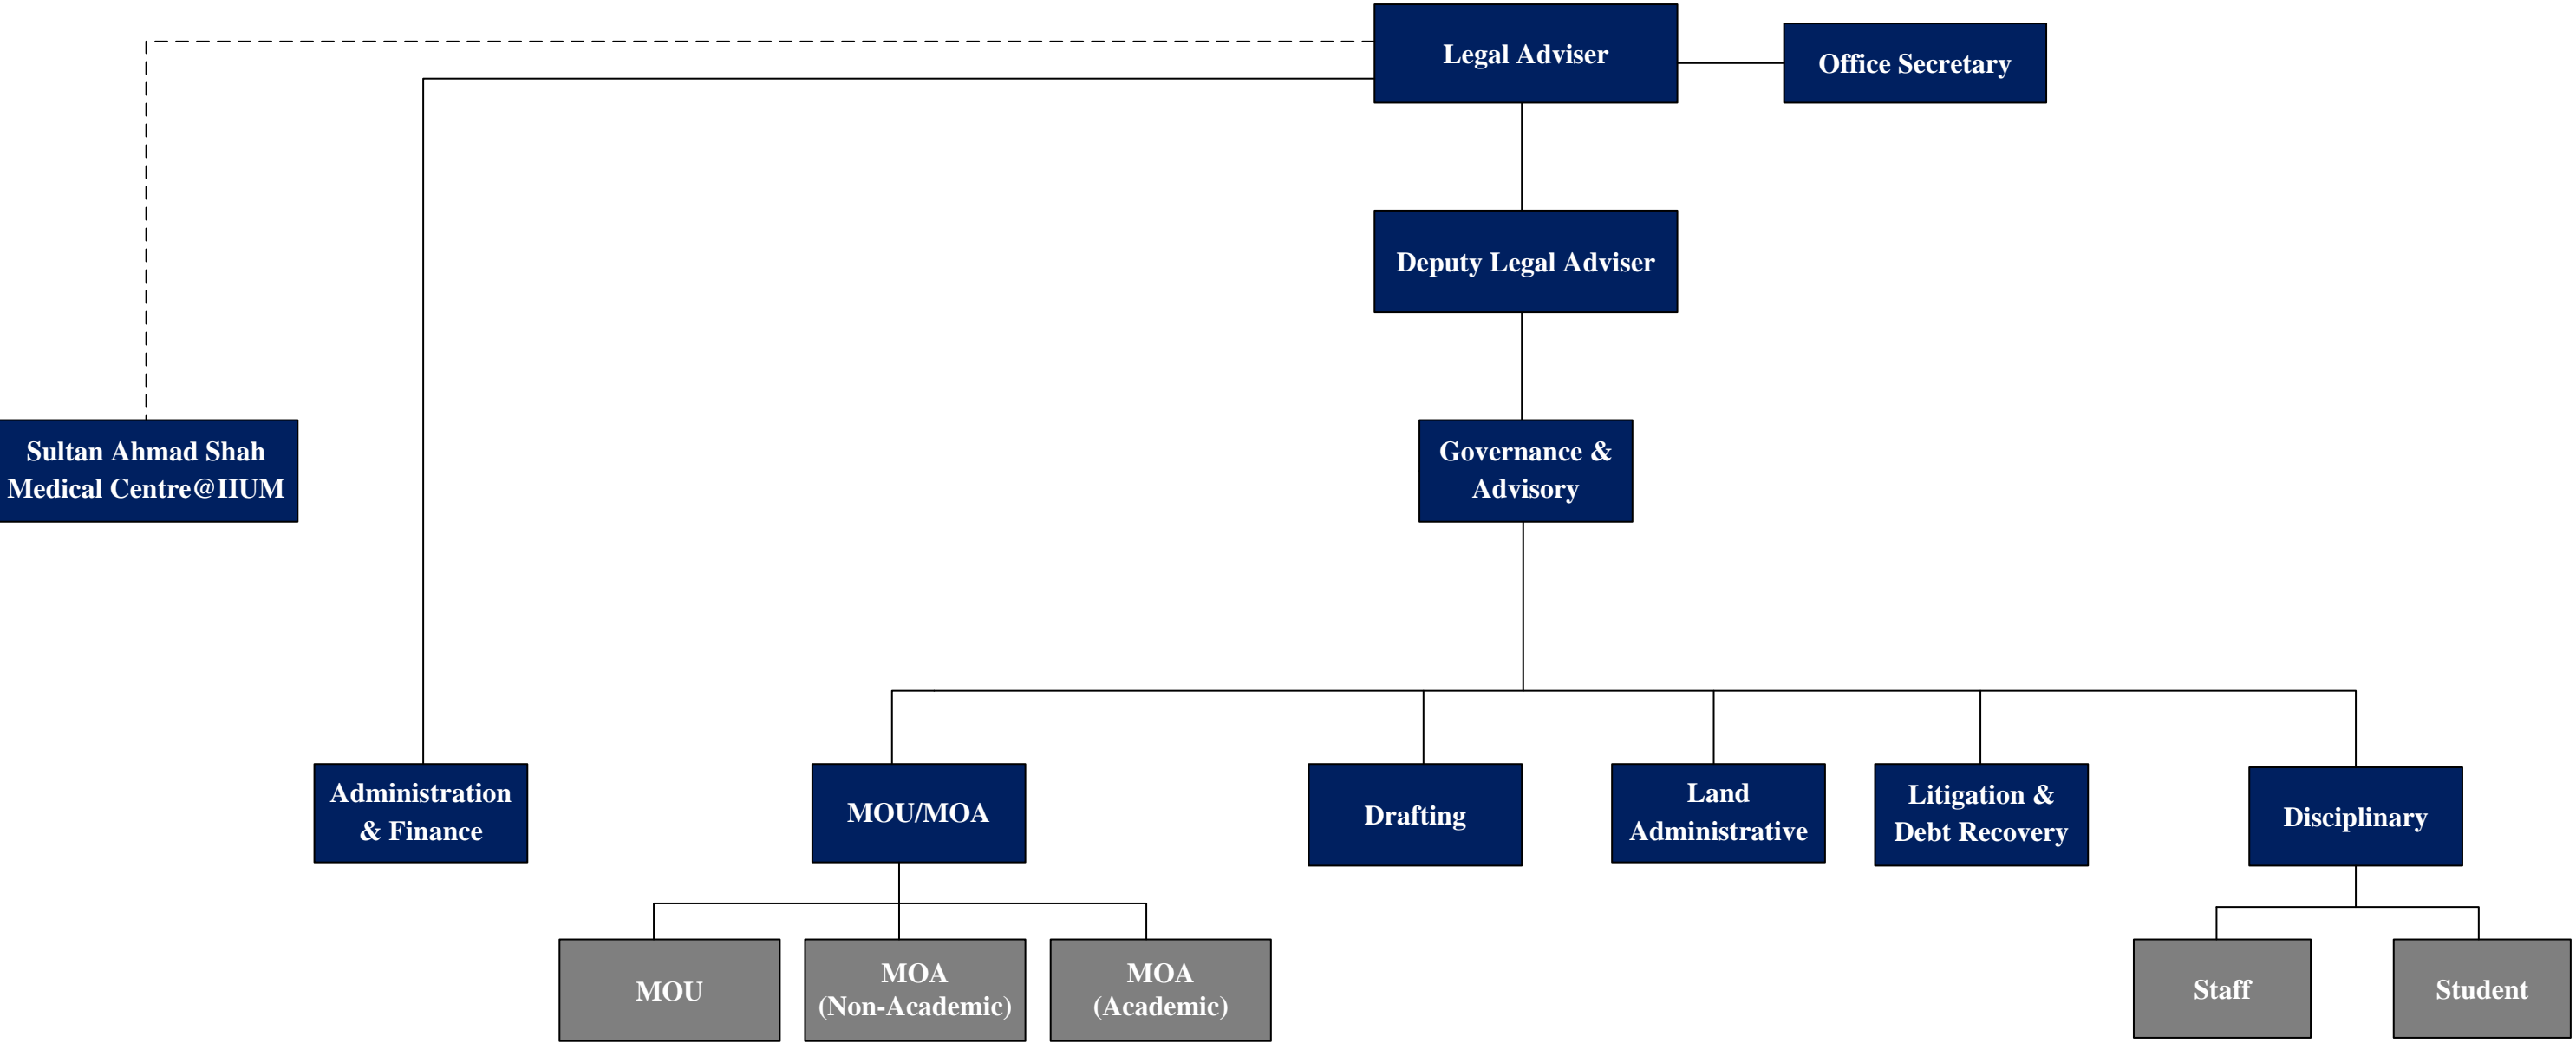 Legal Adviser
Office Secretary
Deputy Legal Adviser
Sultan Ahmad Shah
Medical Centre@IIUM
Governance &
Advisory
Administration
& Finance
MOU/MOA
Drafting
Land
Administrative
Litigation &
Debt Recovery
Disciplinary
MOU
MOA
(Non-Academic)
MOA
(Academic)
Staff
Student